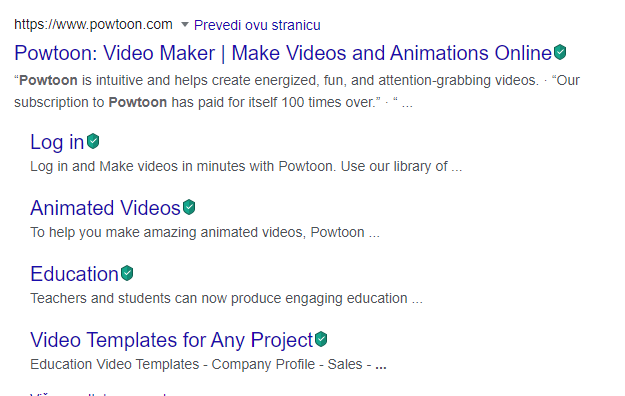 https://www.powtoon.com ▾ Prevedi ovu stranicu
Powtoon: Video Maker | Make Videos and Animations Online
“Powtoon is intuitive and helps create energized, fun, and attention-grabbing videos. · “Our
subscription to Powtoon has paid for itself 100 times over.” · “ ...
Log in
Log in and Make videos in minutes with Powtoon. Use our library of ...
Animated Videos
To help you make amazing animated videos, Powtoon ...
Education
Teachers and students can now produce engaging education ...
Video Templates for Any Project
Education Video Templates - Company Profile - Sales - ...